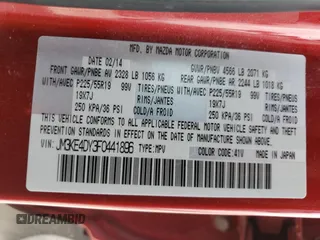 MFD. BY: MAZDA MOTOR CORPORATION
DATE: 02/14 GVWR/PNBV 4566 LB 2071 KG
FRONT GAWR/PNBE AV 2328 LB 1056 KG REAR GAWR/PNBE AR 2244 LB 1018 KG
WITH/AVEC P225/55R19 99V TIRES/PNEUS WITH/AVEC P225/55R19 99V TIRES/PNEUS
19X7J RIMS/JANTES 19X7J RIMS/JANTES
250 KPA/36 PSI COLD/A FROID 250 KPA/36 PSI COLD/A FROID
THIS VEHICLE CONFORMS TO ALL APPLICABLE FEDERAL MOTOR VEHICLE
SAFETY, BUMPER, AND THEFT PREVENTION STANDARDS IN EFFECT ON
THE DATE OF MANUFACTURE SHOWN ABOVE.
VIN: JM3KE4DY3F0441896 TYPE: MPV COLOR: 41V MADE IN JAPAN
DREAMBID